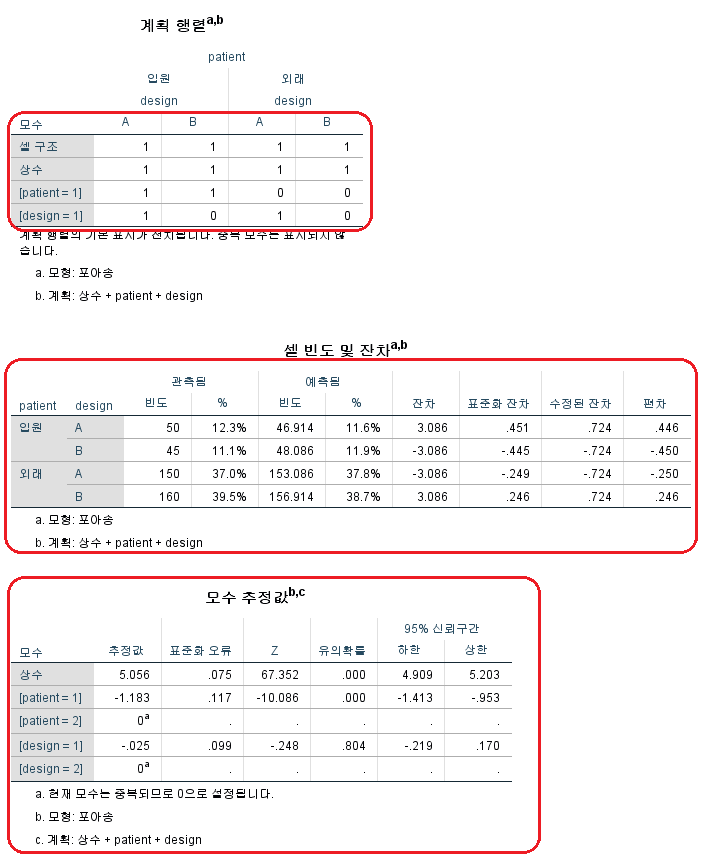 계획 행렬a,b
patient
입원 외래
design design
모수 A B A B
셀 구조 1 1 1 1
상수 1 1 1 1
[patient = 1] 1 1 0 0
[design = 1] 1 0 1 0
계획 행렬의 기본 표시가 전치됩니다. 중복 모수는 표시되지 않
습니다.
a. 모형: 포아송
b. 계획: 상수 + patient + design
셀 빈도 및 잔차a,b
관측됨 예측됨
patient design 빈도 % 빈도 % 잔차 표준화 잔차 수정된 잔차 편차
입원 A 50 12.3% 46.914 11.6% 3.086 .451 .724 .446
B 45 11.1% 48.086 11.9% -3.086 -.445 -.724 -.450
외래 A 150 37.0% 153.086 37.8% -3.086 -.249 -.724 -.250
B 160 39.5% 156.914 38.7% 3.086 .246 .724 .246
a. 모형: 포아송
b. 계획: 상수 + patient + design
모수 추정값b,c
95% 신뢰구간
모수 추정값 표준화 오류 Z 유의확률 하한 상한
상수 5.056 .075 67.352 .000 4.909 5.203
[patient = 1] -1.183 .117 -10.086 .000 -1.413 -.953
[patient = 2] 0a . . . . .
[design = 1] -.025 .099 -.248 .804 -.219 .170
[design = 2] 0a . . . . .
a. 현재 모수는 중복되므로 0으로 설정됩니다.
b. 모형: 포아송
c. 계획: 상수 + patient + design